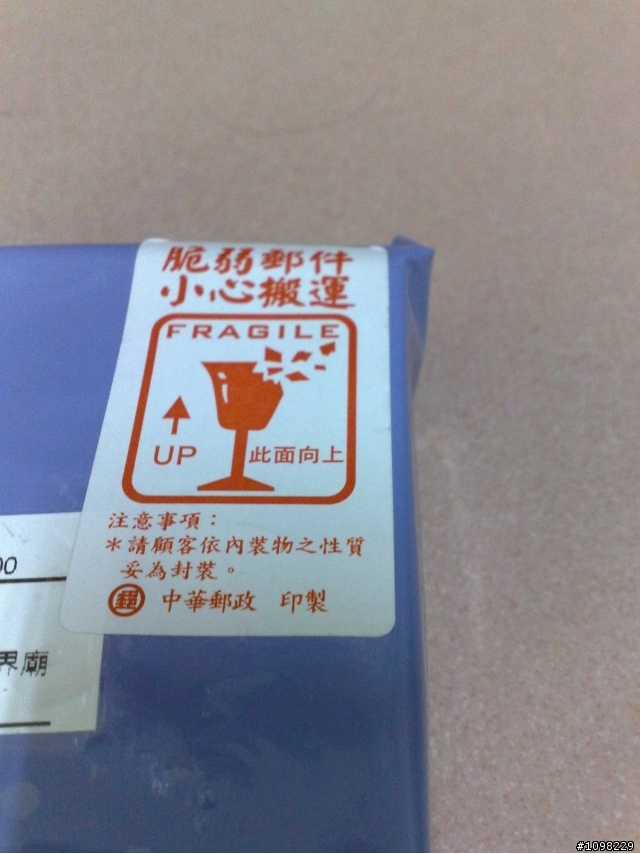 脆弱郵件
小心搬運
FRAGILE
UP 此面向上
注意事項：
＊請顧客依內裝物之性質
妥為封裝。
郵 中華郵政 印製
00
界廟
#1098229